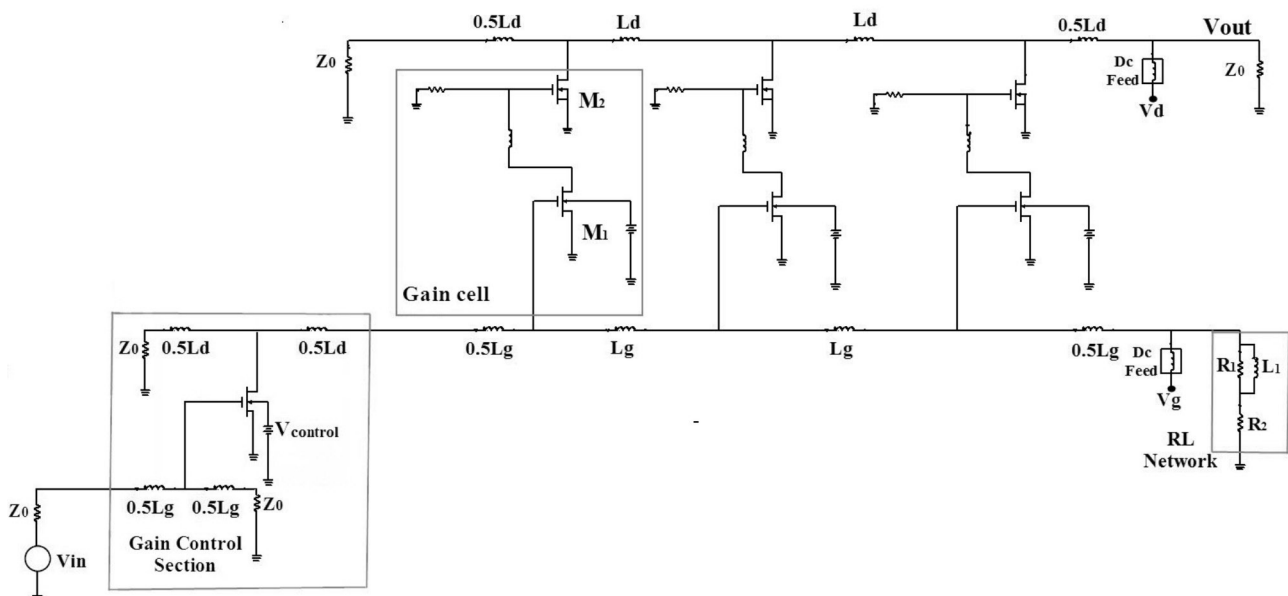 0.5Ld
Ld
Ld
0.5Ld
Vout
Z0
Dc
Feed
Z0
Vd
M2
M1
Gain cell
Z0
0.5Ld
0.5Ld
0.5Lg
Lg
Lg
0.5Lg
Dc
Feed
R1
L1
Vg
Vcontrol
R2
RL
Network
Z0
0.5Lg
0.5Lg
Z0
Gain Control
Section
Vin